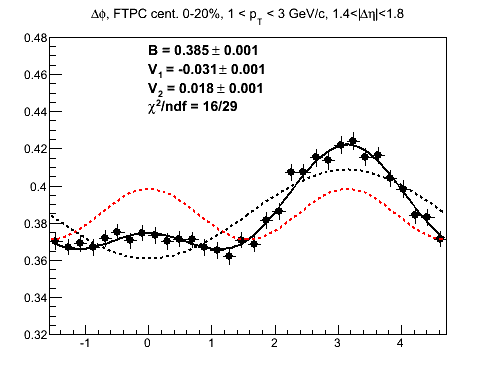 Δϕ, FTPC cent. 0-20%, 1 < p_T < 3 GeV/c, 1.4<|Δη|<1.8
B = 0.385 ± 0.001
V_1 = -0.031 ± 0.001
V_2 = 0.018 ± 0.001
χ²/ndf = 16/29
0.48
0.46
0.44
0.42
0.4
0.38
0.36
0.34
0.32
-1 0 1 2 3 4